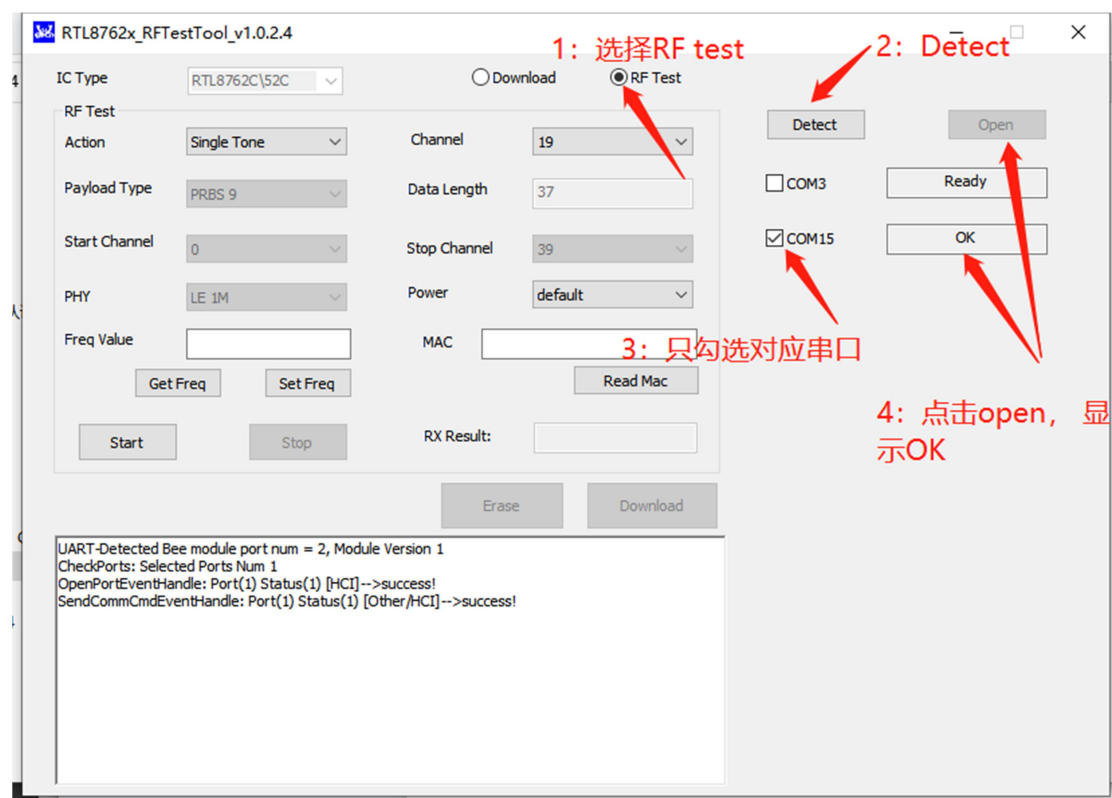 RTL8762x_RFTestTool_v1.0.2.4
1：选择RF test
2：Detect
IC Type
RTL8762C\52C
Download
RF Test
RF Test
Action
Single Tone
Channel
19
Detect
Open
Payload Type
PRBS 9
Data Length
37
COM3
Ready
Start Channel
0
Stop Channel
39
COM15
OK
PHY
LE 1M
Power
default
Freq Value
MAC
3：只勾选对应串口
Get Freq
Set Freq
Read Mac
4：点击open， 显
示OK
Start
Stop
RX Result:
Erase
Download
UART-Detected Bee module port num = 2, Module Version 1
CheckPorts: Selected Ports Num 1
OpenPortEventHandle: Port(1) Status(1) [HCI]-->success!
SendCommCmdEventHandle: Port(1) Status(1) [Other/HCI]-->success!